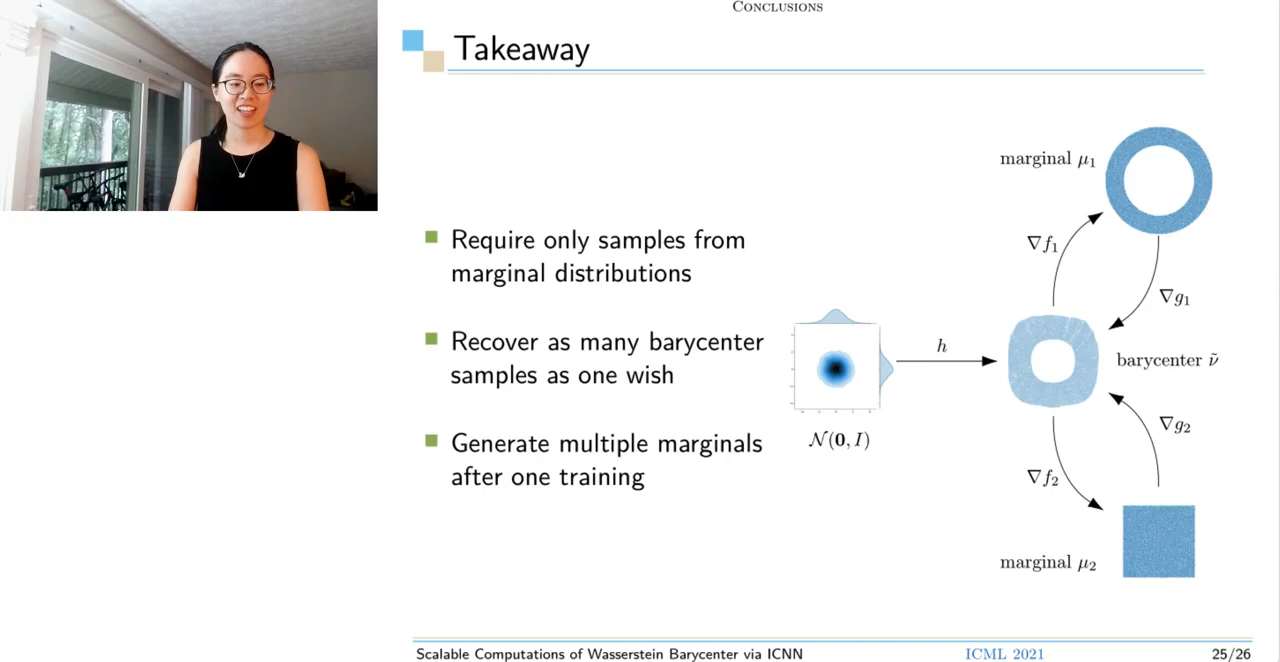 CONCLUSIONS
Takeaway
Require only samples from
marginal distributions
Recover as many barycenter
samples as one wish
Generate multiple marginals
after one training
marginal μ₁
∇f₁
∇g₁
h
barycenter ν̃
𝒩(𝟎, I)
∇g₂
∇f₂
marginal μ₂
Scalable Computations of Wasserstein Barycenter via ICNN
ICML 2021
25/26